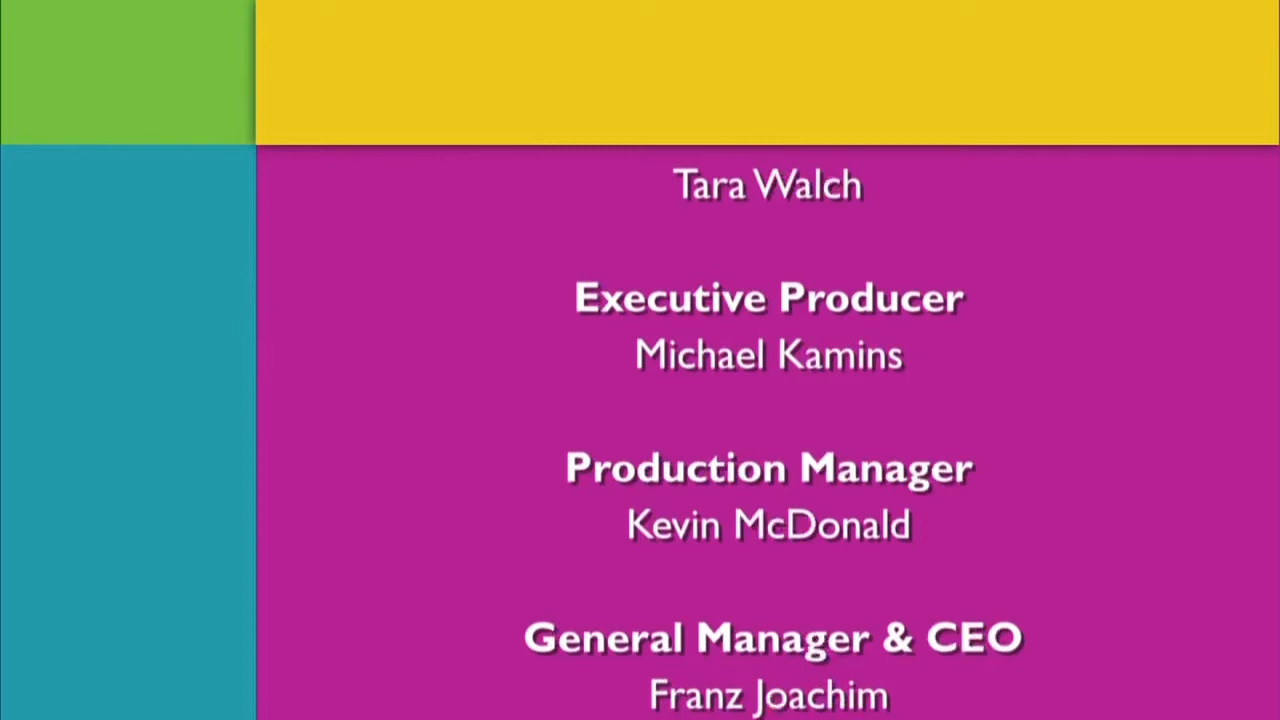 Tara Walch
Executive Producer
Michael Kamins
Production Manager
Kevin McDonald
General Manager & CEO
Franz Joachim